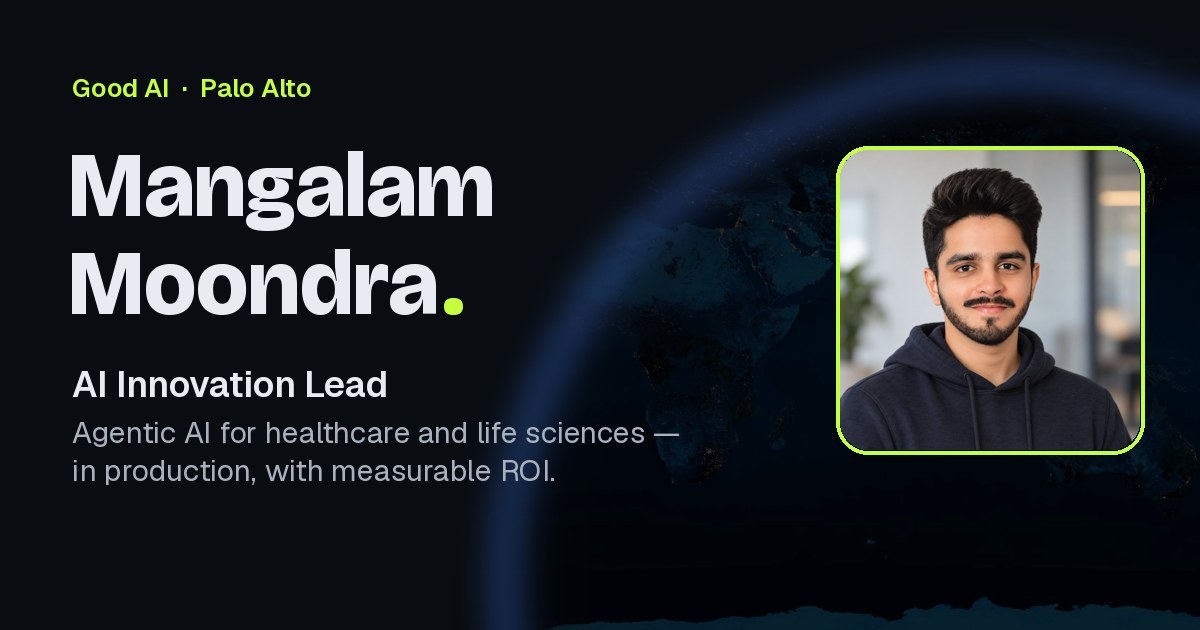 Good AI · Palo Alto
Mangalam
Moondra.
AI Innovation Lead
Agentic AI for healthcare and life sciences —
in production, with measurable ROI.